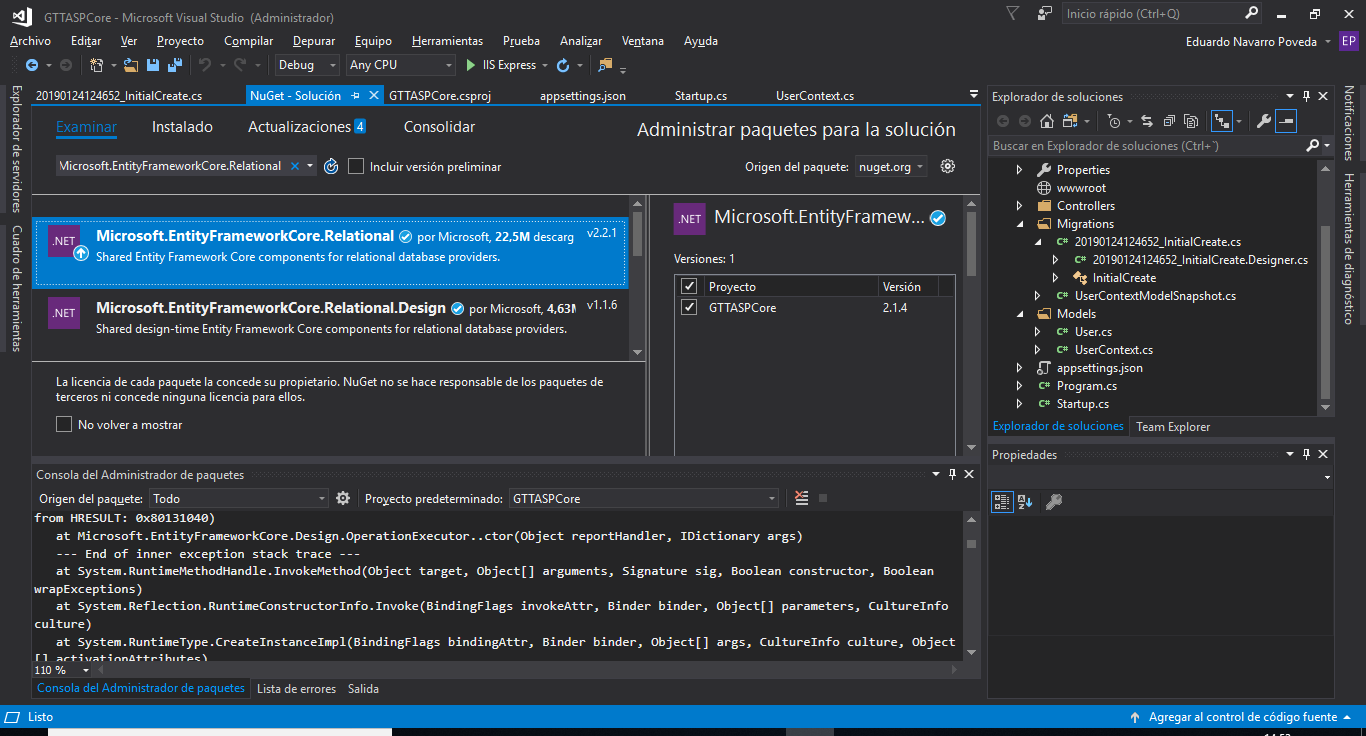 GTTASPCore - Microsoft Visual Studio (Administrador)
Inicio rápido (Ctrl+Q)
Archivo Editar Ver Proyecto Compilar Depurar Equipo Herramientas Prueba Analizar Ventana Ayuda
Eduardo Navarro Poveda EP
Debug Any CPU IIS Express
Explorador de servidores
Cuadro de herramientas
20190124124652_InitialCreate.cs NuGet - Solución GTTASPCore.csproj appsettings.json Startup.cs UserContext.cs
Examinar Instalado Actualizaciones 4 Consolidar
Administrar paquetes para la solución
Microsoft.EntityFrameworkCore.Relational Incluir versión preliminar
Origen del paquete: nuget.org
.NET
Microsoft.EntityFrameworkCore.Relational por Microsoft, 22,5M descarg v2.2.1
Shared Entity Framework Core components for relational database providers.
.NET
Microsoft.EntityFrameworkCore.Relational.Design por Microsoft, 4,63M v1.1.6
Shared design-time Entity Framework Core components for relational database providers.
La licencia de cada paquete la concede su propietario. NuGet no se hace responsable de los paquetes de
terceros ni concede ninguna licencia para ellos.
No volver a mostrar
.NET Microsoft.EntityFramew...
Versiones: 1
Proyecto Versión
GTTASPCore 2.1.4
Consola del Administrador de paquetes
Origen del paquete: Todo Proyecto predeterminado: GTTASPCore
from HRESULT: 0x80131040)
at Microsoft.EntityFrameworkCore.Design.OperationExecutor..ctor(Object reportHandler, IDictionary args)
--- End of inner exception stack trace ---
at System.RuntimeMethodHandle.InvokeMethod(Object target, Object[] arguments, Signature sig, Boolean constructor, Boolean
wrapExceptions)
at System.Reflection.RuntimeConstructorInfo.Invoke(BindingFlags invokeAttr, Binder binder, Object[] parameters, CultureInfo
culture)
at System.RuntimeType.CreateInstanceImpl(BindingFlags bindingAttr, Binder binder, Object[] args, CultureInfo culture, Object
[] activationAttributes)
110 %
Consola del Administrador de paquetes Lista de errores Salida
Explorador de soluciones
Buscar en Explorador de soluciones (Ctrl+¨)
Properties
wwwroot
Controllers
Migrations
C# 20190124124652_InitialCreate.cs
C# 20190124124652_InitialCreate.Designer.cs
InitialCreate
C# UserContextModelSnapshot.cs
Models
C# User.cs
C# UserContext.cs
appsettings.json
C# Program.cs
C# Startup.cs
Explorador de soluciones Team Explorer
Propiedades
Notificaciones
Herramientas de diagnóstico
Listo
Agregar al control de código fuente